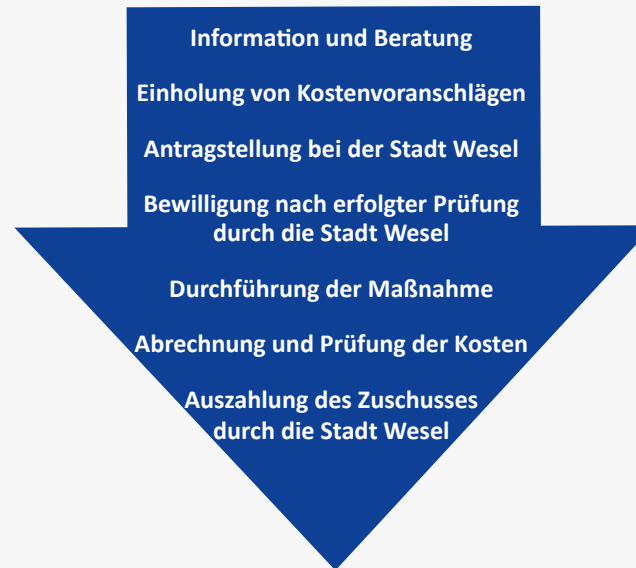 Information und Beratung
Einholung von Kostenvoranschlägen
Antragstellung bei der Stadt Wesel
Bewilligung nach erfolgter Prüfung
durch die Stadt Wesel
Durchführung der Maßnahme
Abrechnung und Prüfung der Kosten
Auszahlung des Zuschusses
durch die Stadt Wesel